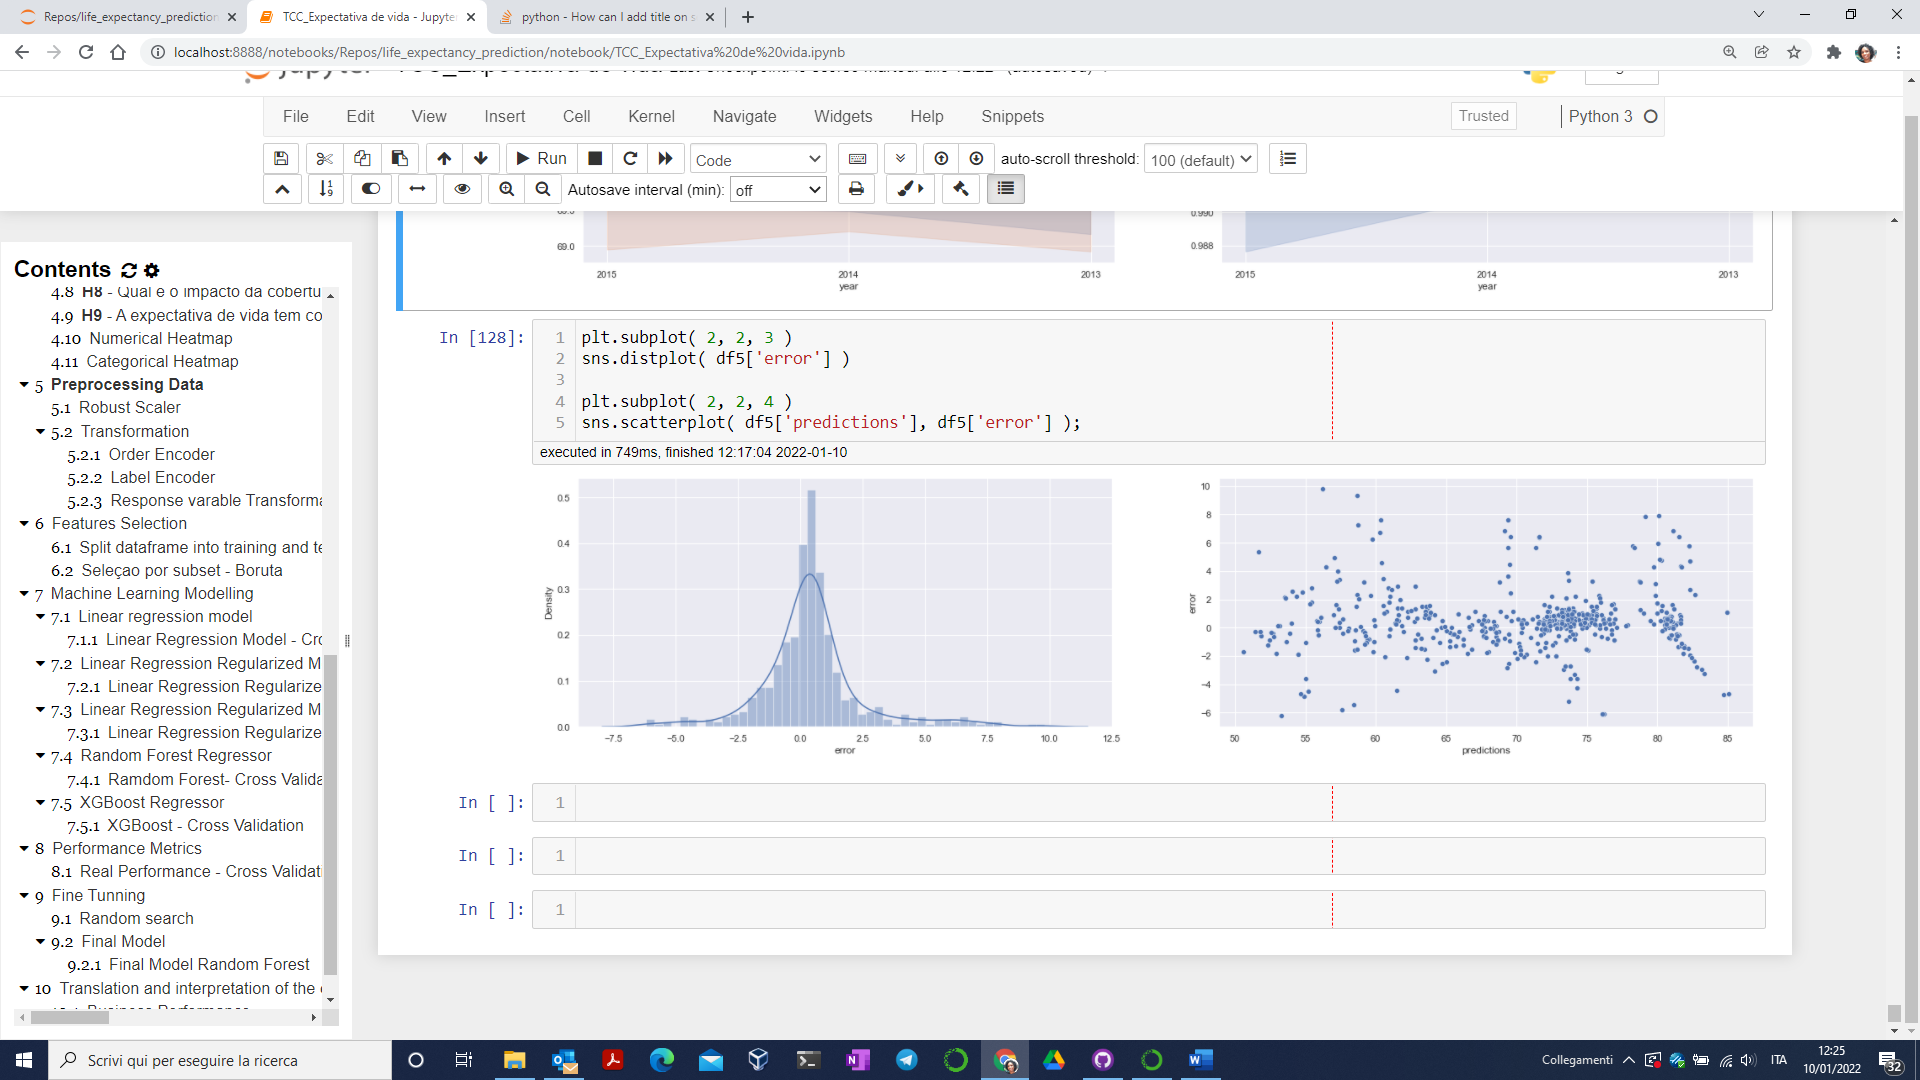 Repos/life_expectancy_prediction
TCC_Expectativa de vida - Jupyte
python - How can I add title on s
localhost:8888/notebooks/Repos/life_expectancy_prediction/notebook/TCC_Expectativa%20de%20vida.ipynb
File Edit View Insert Cell Kernel Navigate Widgets Help Snippets
Trusted
Python 3
Run
Code
auto-scroll threshold: 100 (default)
Autosave interval (min): off
Contents
4.8 H8 - Qual e o impacto da cobertu
4.9 H9 - A expectativa de vida tem co
4.10 Numerical Heatmap
4.11 Categorical Heatmap
5 Preprocessing Data
5.1 Robust Scaler
5.2 Transformation
5.2.1 Order Encoder
5.2.2 Label Encoder
5.2.3 Response varable Transforma
6 Features Selection
6.1 Split dataframe into training and te
6.2 Seleçao por subset - Boruta
7 Machine Learning Modelling
7.1 Linear regression model
7.1.1 Linear Regression Model - Cro
7.2 Linear Regression Regularized M
7.2.1 Linear Regression Regularize
7.3 Linear Regression Regularized M
7.3.1 Linear Regression Regularize
7.4 Random Forest Regressor
7.4.1 Ramdom Forest- Cross Valida
7.5 XGBoost Regressor
7.5.1 XGBoost - Cross Validation
8 Performance Metrics
8.1 Real Performance - Cross Validati
9 Fine Tunning
9.1 Random search
9.2 Final Model
9.2.1 Final Model Random Forest
10 Translation and interpretation of the
69.0
2015 2014 2013
year
0.990
0.988
2015 2014 2013
year
In [128]:
1 plt.subplot( 2, 2, 3 )
2 sns.distplot( df5['error'] )
3
4 plt.subplot( 2, 2, 4 )
5 sns.scatterplot( df5['predictions'], df5['error'] );
executed in 749ms, finished 12:17:04 2022-01-10
0.5
0.4
0.3
0.2
0.1
0.0
Density
−7.5 −5.0 −2.5 0.0 2.5 5.0 7.5 10.0 12.5
error
10
8
6
4
2
0
−2
−4
−6
error
50 55 60 65 70 75 80 85
predictions
In [ ]: 1
In [ ]: 1
In [ ]: 1
Scrivi qui per eseguire la ricerca
Collegamenti
ITA
12:25
10/01/2022
32